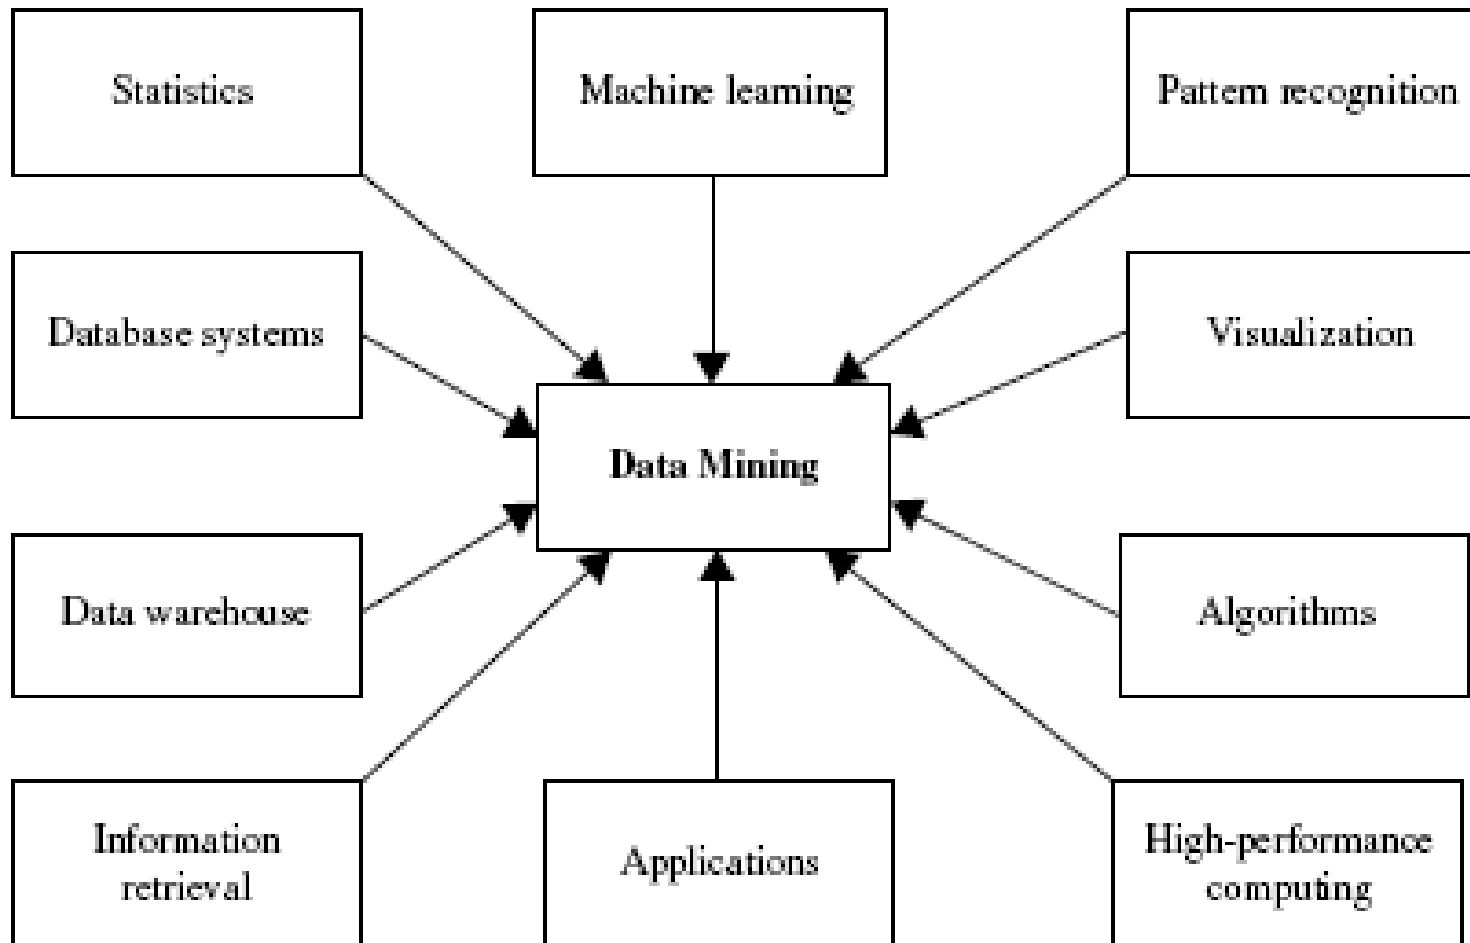 Statistics
Machine learning
Pattern recognition
Database systems
Visualization
Data Mining
Data warehouse
Algorithms
Information
retrieval
Applications
High-performance
computing